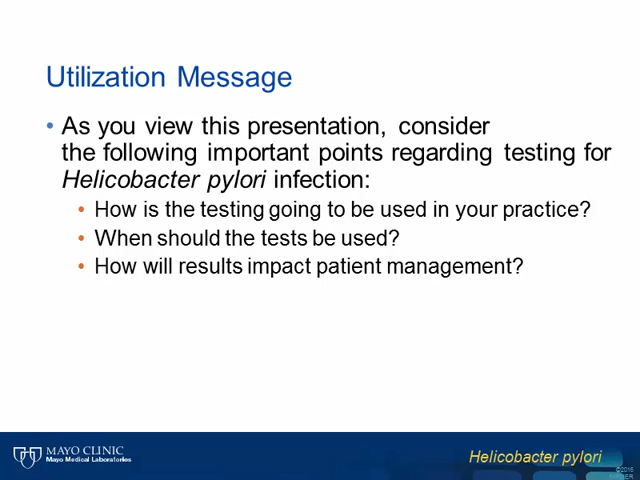 Utilization Message
• As you view this presentation, consider
the following important points regarding testing for
Helicobacter pylori infection:
• How is the testing going to be used in your practice?
• When should the tests be used?
• How will results impact patient management?
MAYO CLINIC
Mayo Medical Laboratories
Helicobacter pylori